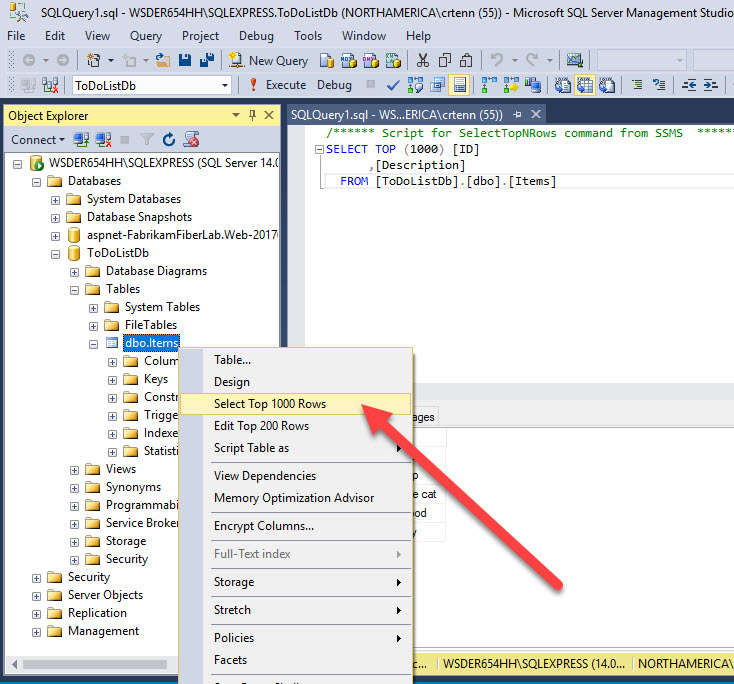 SQLQuery1.sql - WSDER654HH\SQLEXPRESS.ToDoListDb (NORTHAMERICA\crtenn (55)) - Microsoft SQL Server Management Studio
File Edit View Query Project Debug Tools Window Help
New Query MDX DMX XMLA
ToDoListDb Execute Debug
Object Explorer
SQLQuery1.sql - WS...ERICA\crtenn (55))
Connect
/****** Script for SelectTopNRows command from SSMS ******
SELECT TOP (1000) [ID]
,[Description]
FROM [ToDoListDb].[dbo].[Items]
WSDER654HH\SQLEXPRESS (SQL Server 14.0
Databases
System Databases
Database Snapshots
aspnet-FabrikamFiberLab.Web-2017
ToDoListDb
Database Diagrams
Tables
System Tables
FileTables
dbo.Items
Colum
Keys
Constr
Trigge
Indexe
Statisti
Views
Synonyms
Programmabi
Service Broker
Storage
Security
Security
Server Objects
Replication
Management
Table...
Design
Select Top 1000 Rows
Edit Top 200 Rows
Script Table as
View Dependencies
Memory Optimization Advisor
Encrypt Columns...
Full-Text index
Storage
Stretch
Policies
Facets
ages
e cat
WSDER654HH\SQLEXPRESS (14.0... NORTHAMERICA\